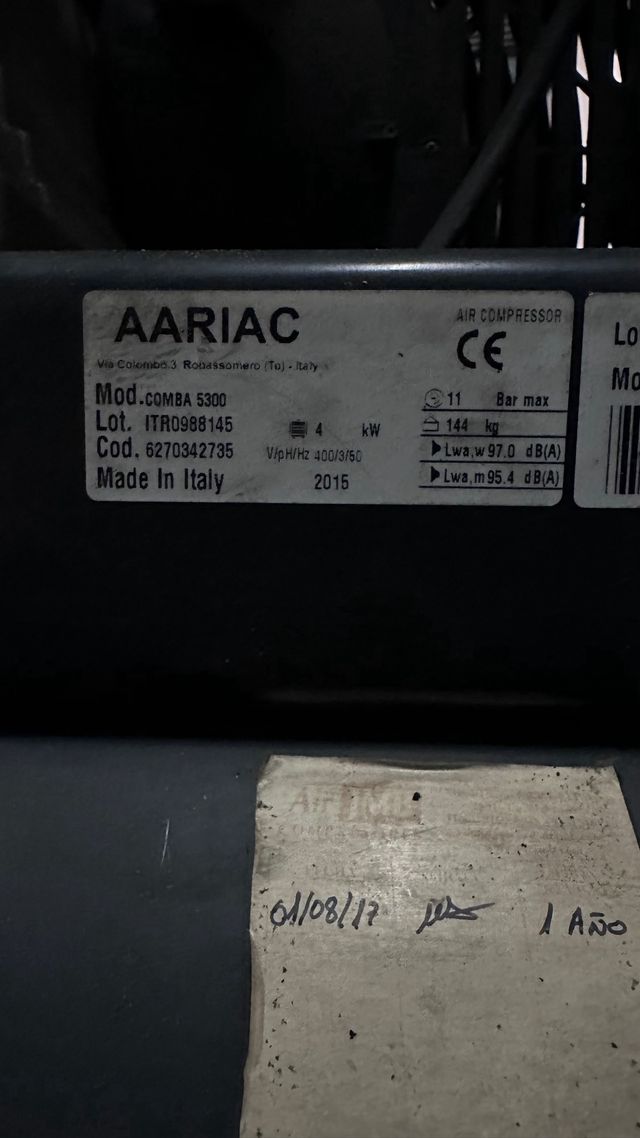 AARIAC
Via Colombo 3 Robassomero (To) - Italy
AIR COMPRESSOR
CE
Mod. COMBA 5300
Lot. ITR0988145
Cod. 6270342735
Made In Italy
4 kW
V/pH/Hz 400/3/50
2015
11 Bar max
144 kg
Lwa,w 97.0 dB(A)
Lwa,m 95.4 dB(A)
Lo
Mo
Air
01/08/17 1 AÑO